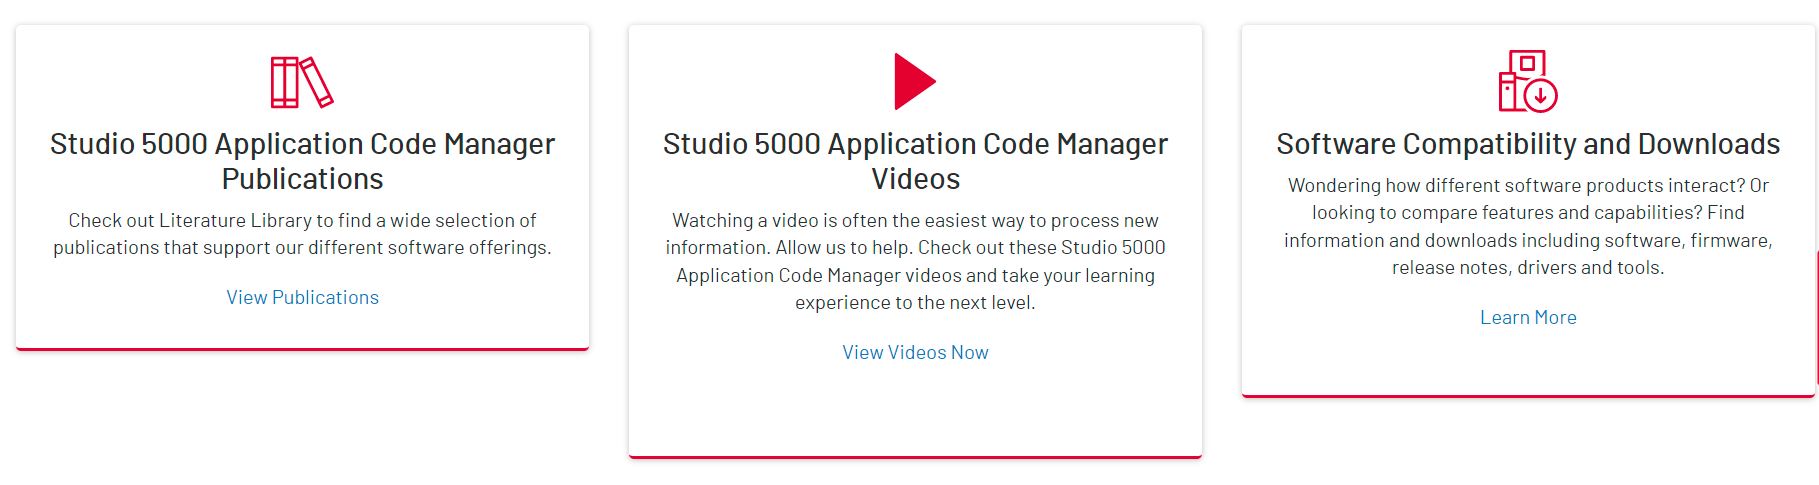 Studio 5000 Application Code Manager
Publications
Check out Literature Library to find a wide selection of
publications that support our different software offerings.
View Publications
Studio 5000 Application Code Manager
Videos
Watching a video is often the easiest way to process new
information. Allow us to help. Check out these Studio 5000
Application Code Manager videos and take your learning
experience to the next level.
View Videos Now
Software Compatibility and Downloads
Wondering how different software products interact? Or
looking to compare features and capabilities? Find
information and downloads including software, firmware,
release notes, drivers and tools.
Learn More